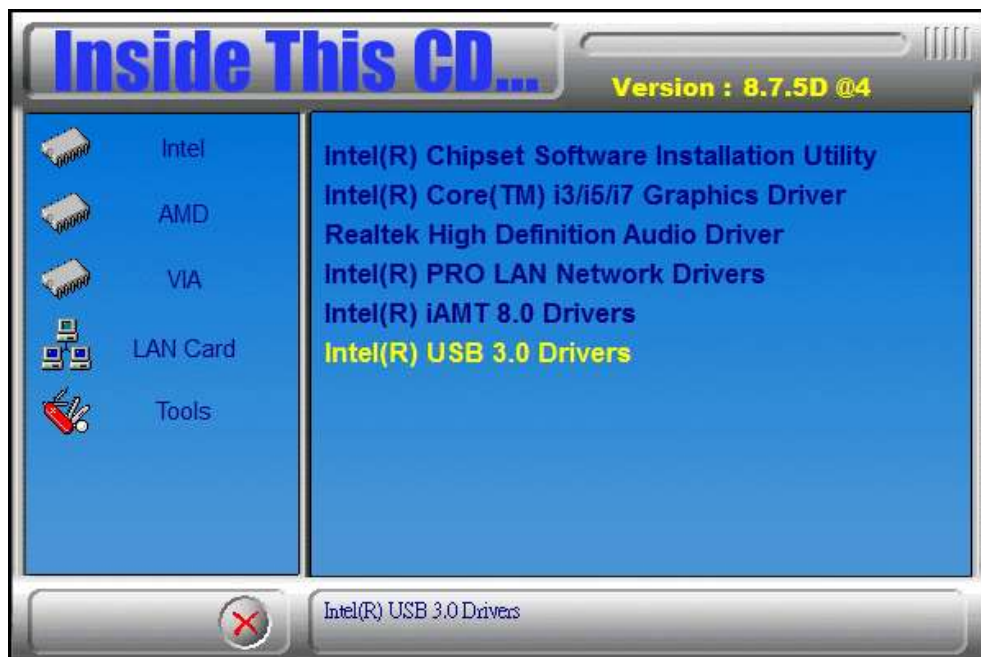 Inside This CD...
Version : 8.7.5D @4
Intel
AMD
VIA
LAN Card
Tools
Intel(R) Chipset Software Installation Utility
Intel(R) Core(TM) i3/i5/i7 Graphics Driver
Realtek High Definition Audio Driver
Intel(R) PRO LAN Network Drivers
Intel(R) iAMT 8.0 Drivers
Intel(R) USB 3.0 Drivers
Intel(R) USB 3.0 Drivers